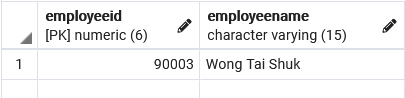 employeeid employeename
[PK] numeric (6) character varying (15)
1 90003 Wong Tai Shuk